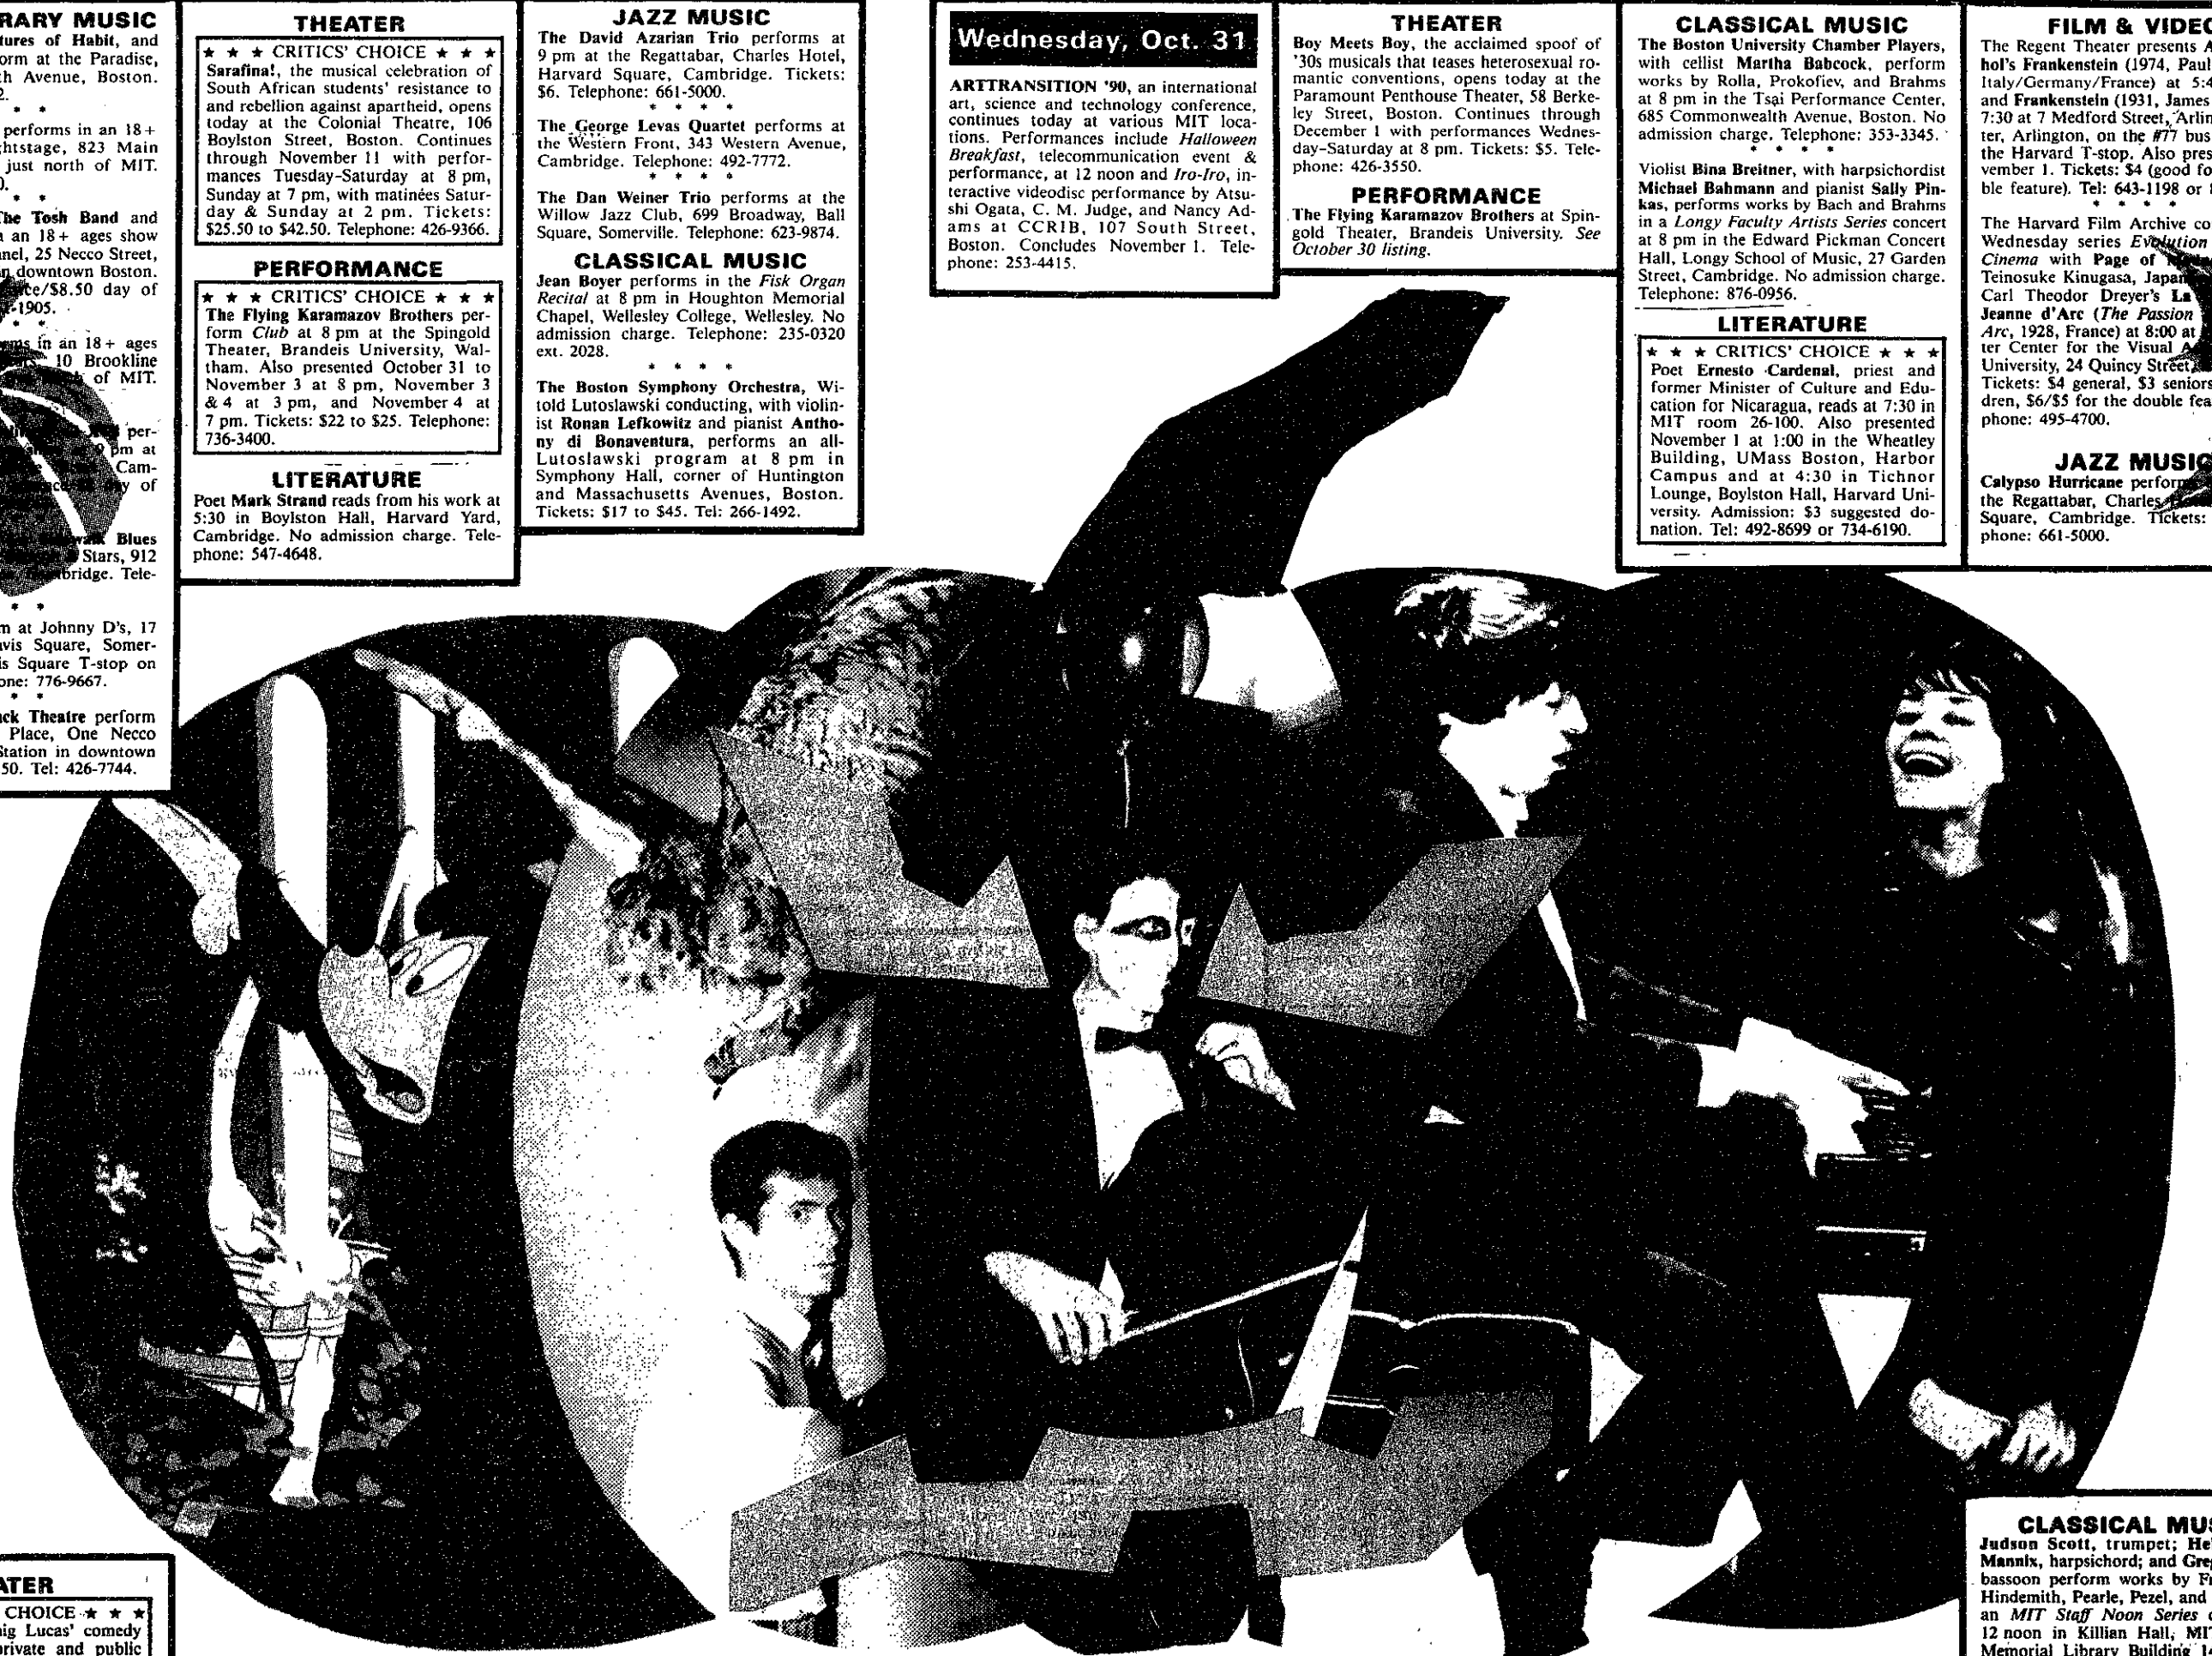 RARY MUSIC
tures of Habit, and
orm at the Paradise,
h Avenue, Boston.
2.
* *
performs in an 18+
htstage, 823 Main
just north of MIT.
0.
* *
The Tosh Band and
an 18+ ages show
nel, 25 Necco Street,
downtown Boston.
ce/$8.50 day of
-1905.
* *
in an 18+ ages
10 Brookline
of MIT.
per-
pm at
Cam-
y of
Blues
Stars, 912
bridge. Tele-
* *
m at Johnny D's, 17
avis Square, Somer-
is Square T-stop on
one: 776-9667.
* *
ck Theatre perform
Place, One Necco
Station in downtown
50. Tel: 426-7744.
ATER
CHOICE ★ ★ ★
ig Lucas' comedy
private and public
THEATER
★ ★ ★ CRITICS' CHOICE ★ ★ ★
Sarafina!, the musical celebration of
South African students' resistance to
and rebellion against apartheid, opens
today at the Colonial Theatre, 106
Boylston Street, Boston. Continues
through November 11 with perfor-
mances Tuesday-Saturday at 8 pm,
Sunday at 7 pm, with matinées Satur-
day & Sunday at 2 pm. Tickets:
$25.50 to $42.50. Telephone: 426-9366.
PERFORMANCE
★ ★ ★ CRITICS' CHOICE ★ ★ ★
The Flying Karamazov Brothers per-
form Club at 8 pm at the Spingold
Theater, Brandeis University, Wal-
tham. Also presented October 31 to
November 3 at 8 pm, November 3
& 4 at 3 pm, and November 4 at
7 pm. Tickets: $22 to $25. Telephone:
736-3400.
LITERATURE
Poet Mark Strand reads from his work at
5:30 in Boylston Hall, Harvard Yard,
Cambridge. No admission charge. Tele-
phone: 547-4648.
JAZZ MUSIC
The David Azarian Trio performs at
9 pm at the Regattabar, Charles Hotel,
Harvard Square, Cambridge. Tickets:
$6. Telephone: 661-5000.
* * * *
The George Levas Quartet performs at
the Western Front, 343 Western Avenue,
Cambridge. Telephone: 492-7772.
* * * *
The Dan Weiner Trio performs at the
Willow Jazz Club, 699 Broadway, Ball
Square, Somerville. Telephone: 623-9874.
CLASSICAL MUSIC
Jean Boyer performs in the Fisk Organ
Recital at 8 pm in Houghton Memorial
Chapel, Wellesley College, Wellesley. No
admission charge. Telephone: 235-0320
ext. 2028.
* * * *
The Boston Symphony Orchestra, Wi-
told Lutoslawski conducting, with violin-
ist Ronan Lefkowitz and pianist Antho-
ny di Bonaventura, performs an all-
Lutoslawski program at 8 pm in
Symphony Hall, corner of Huntington
and Massachusetts Avenues, Boston.
Tickets: $17 to $45. Tel: 266-1492.
Wednesday, Oct. 31
ARTTRANSITION '90, an international
art, science and technology conference,
continues today at various MIT loca-
tions. Performances include Halloween
Breakfast, telecommunication event &
performance, at 12 noon and Iro-Iro, in-
teractive videodisc performance by Atsu-
shi Ogata, C. M. Judge, and Nancy Ad-
ams at CCRIB, 107 South Street,
Boston. Concludes November 1. Tele-
phone: 253-4415.
THEATER
Boy Meets Boy, the acclaimed spoof of
'30s musicals that teases heterosexual ro-
mantic conventions, opens today at the
Paramount Penthouse Theater, 58 Berke-
ley Street, Boston. Continues through
December 1 with performances Wednes-
day-Saturday at 8 pm. Tickets: $5. Tele-
phone: 426-3550.
PERFORMANCE
The Flying Karamazov Brothers at Spin-
gold Theater, Brandeis University. See
October 30 listing.
CLASSICAL MUSIC
The Boston University Chamber Players,
with cellist Martha Babcock, perform
works by Rolla, Prokofiev, and Brahms
at 8 pm in the Tsai Performance Center,
685 Commonwealth Avenue, Boston. No
admission charge. Telephone: 353-3345.
* * * *
Violist Bina Breitner, with harpsichordist
Michael Bahmann and pianist Sally Pin-
kas, performs works by Bach and Brahms
in a Longy Faculty Artists Series concert
at 8 pm in the Edward Pickman Concert
Hall, Longy School of Music, 27 Garden
Street, Cambridge. No admission charge.
Telephone: 876-0956.
LITERATURE
★ ★ ★ CRITICS' CHOICE ★ ★ ★
Poet Ernesto Cardenal, priest and
former Minister of Culture and Edu-
cation for Nicaragua, reads at 7:30 in
MIT room 26-100. Also presented
November 1 at 1:00 in the Wheatley
Building, UMass Boston, Harbor
Campus and at 4:30 in Tichnor
Lounge, Boylston Hall, Harvard Uni-
versity. Admission: $3 suggested do-
nation. Tel: 492-8699 or 734-6190.
FILM & VIDEO
The Regent Theater presents A
hol's Frankenstein (1974, Paul
Italy/Germany/France) at 5:4
and Frankenstein (1931, James
7:30 at 7 Medford Street, Arlin
ter, Arlington, on the #77 bus
the Harvard T-stop. Also pres
vember 1. Tickets: $4 (good fo
ble feature). Tel: 643-1198 or
* * * *
The Harvard Film Archive co
Wednesday series Evolution
Cinema with Page of
Teinosuke Kinugasa, Japan
Carl Theodor Dreyer's La
Jeanne d'Arc (The Passion
Arc, 1928, France) at 8:00 at
ter Center for the Visual A
University, 24 Quincy Street,
Tickets: $4 general, $3 seniors
dren, $6/$5 for the double fea
phone: 495-4700.
JAZZ MUSIC
Calypso Hurricane perform
the Regattabar, Charles
Square, Cambridge. Tickets:
phone: 661-5000.
CLASSICAL MUS
Judson Scott, trumpet; He
Mannix, harpsichord; and Greg
bassoon perform works by Fr
Hindemith, Pearle, Pezel, and
an MIT Staff Noon Series
12 noon in Killian Hall, MIT
Memorial Library Building 14